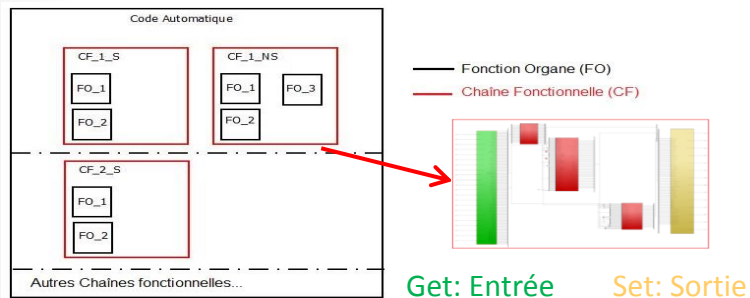 Code Automatique
CF_1_S
CF_1_NS
FO_1
FO_1
FO_3
FO_2
FO_2
CF_2_S
FO_1
FO_2
Autres Chaînes fonctionnelles...
Fonction Organe (FO)
Chaîne Fonctionnelle (CF)
Get: Entrée
Set: Sortie